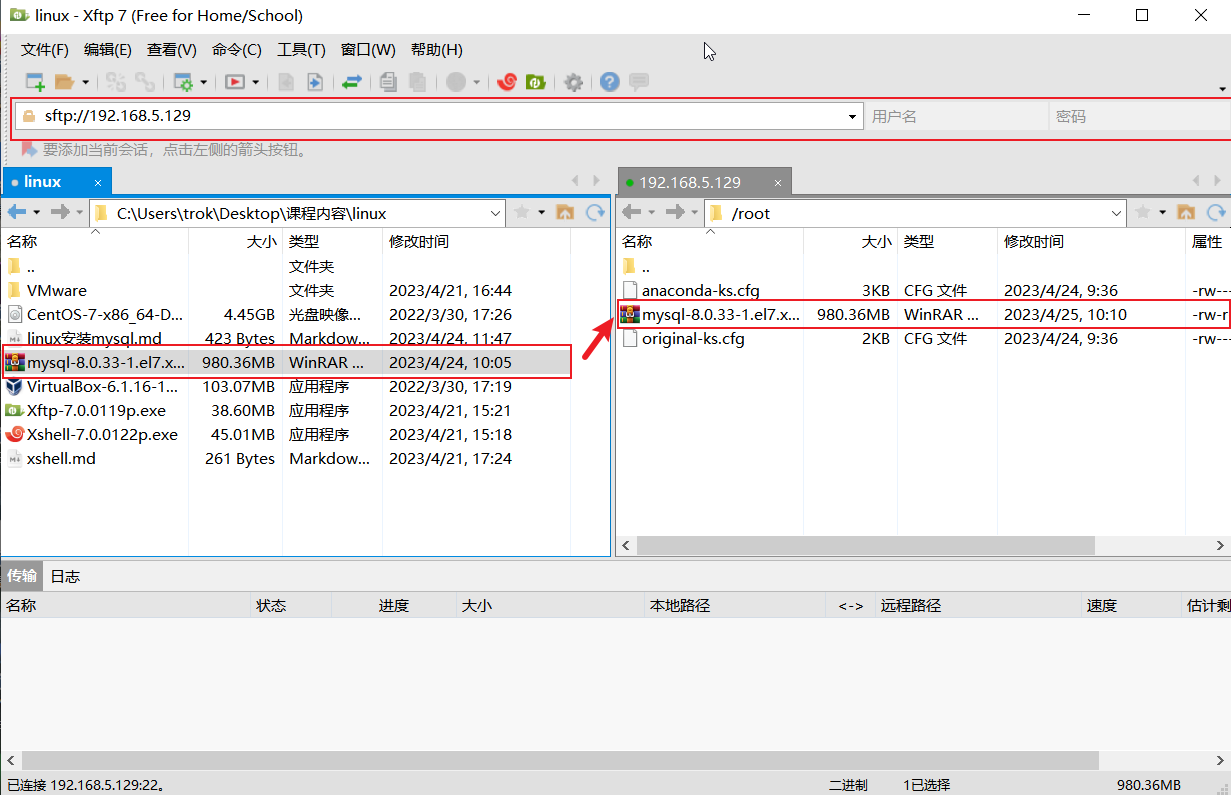 linux - Xftp 7 (Free for Home/School)
文件(F) 编辑(E) 查看(V) 命令(C) 工具(T) 窗口(W) 帮助(H)
sftp://192.168.5.129 用户名 密码
要添加当前会话，点击左侧的箭头按钮。
linux × 192.168.5.129 ×
C:\Users\trok\Desktop\课程内容\linux /root
名称 大小 类型 修改时间
.. 文件夹
VMware 文件夹 2023/4/21, 16:44
CentOS-7-x86_64-D... 4.45GB 光盘映像... 2022/3/30, 17:26
linux安装mysql.md 423 Bytes Markdow... 2023/4/24, 11:47
mysql-8.0.33-1.el7.x... 980.36MB WinRAR ... 2023/4/24, 10:05
VirtualBox-6.1.16-1... 103.07MB 应用程序 2022/3/30, 17:19
Xftp-7.0.0119p.exe 38.60MB 应用程序 2023/4/21, 15:21
Xshell-7.0.0122p.exe 45.01MB 应用程序 2023/4/21, 15:18
xshell.md 261 Bytes Markdow... 2023/4/21, 17:24
名称 大小 类型 修改时间 属性
..
anaconda-ks.cfg 3KB CFG 文件 2023/4/24, 9:36 -rw---
mysql-8.0.33-1.el7.x... 980.36MB WinRAR ... 2023/4/25, 10:10 -rw-r
original-ks.cfg 2KB CFG 文件 2023/4/24, 9:36 -rw---
传输 日志
名称 状态 进度 大小 本地路径 <-> 远程路径 速度 估计剩
已连接 192.168.5.129:22。 二进制 1已选择 980.36MB